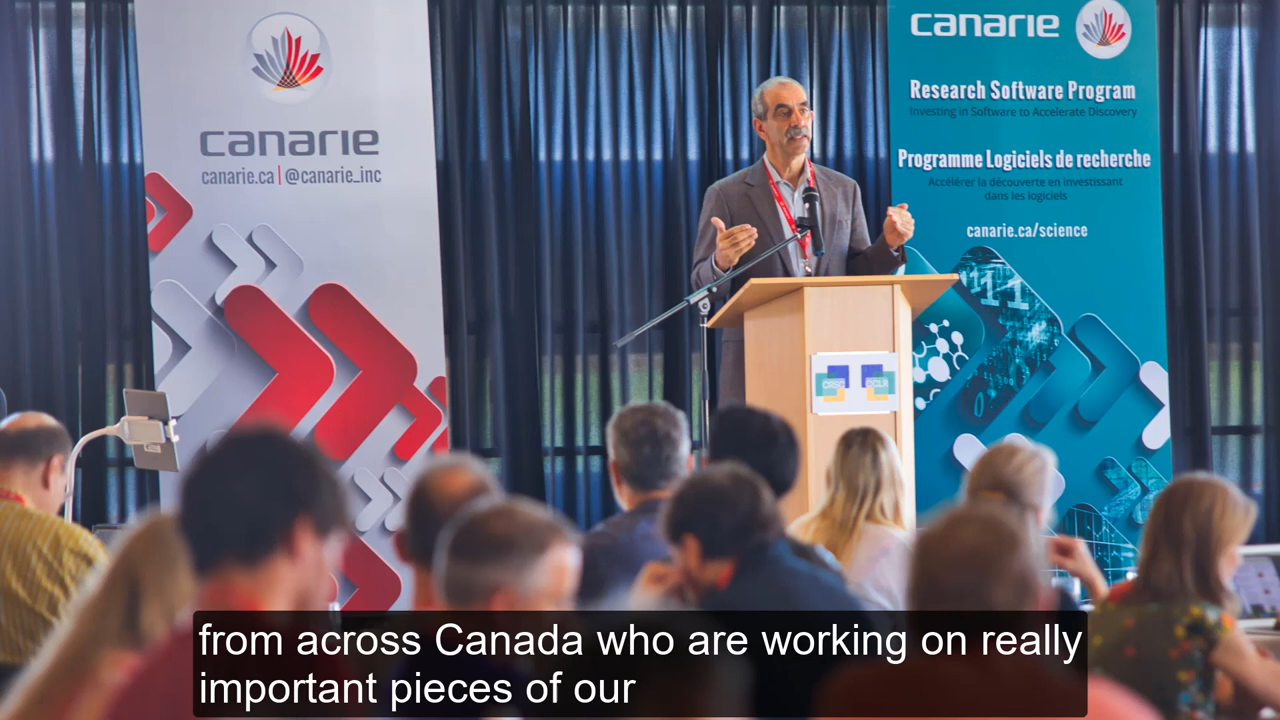 canarie
canarie.ca | @canarie_inc
canarie
Research Software Program
Investing in Software to Accelerate Discovery
Programme Logiciels de recherche
Accélérer la découverte en investissant
dans les logiciels
canarie.ca/science
CRSC CCLR
from across Canada who are working on really
important pieces of our